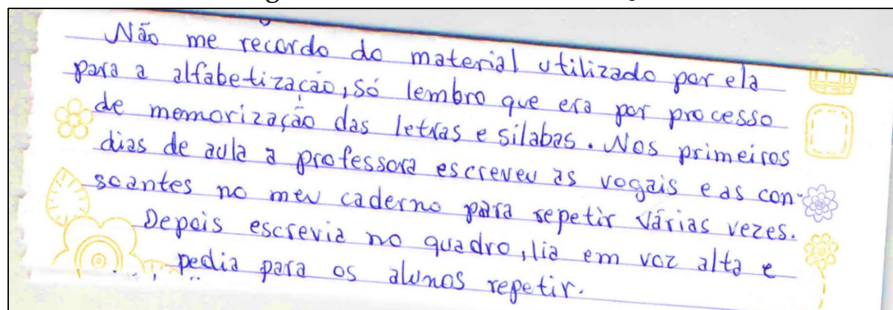 Não me recordo do material utilizado por ela
para a alfabetização, só lembro que era por processo
de memorização das letras e sílabas. Nos primeiros
dias de aula a professora escreveu as vogais e as con-
soantes no meu caderno para repetir várias vezes.
Depois escrevia no quadro, lia em voz alta e
pedia para os alunos repetir.